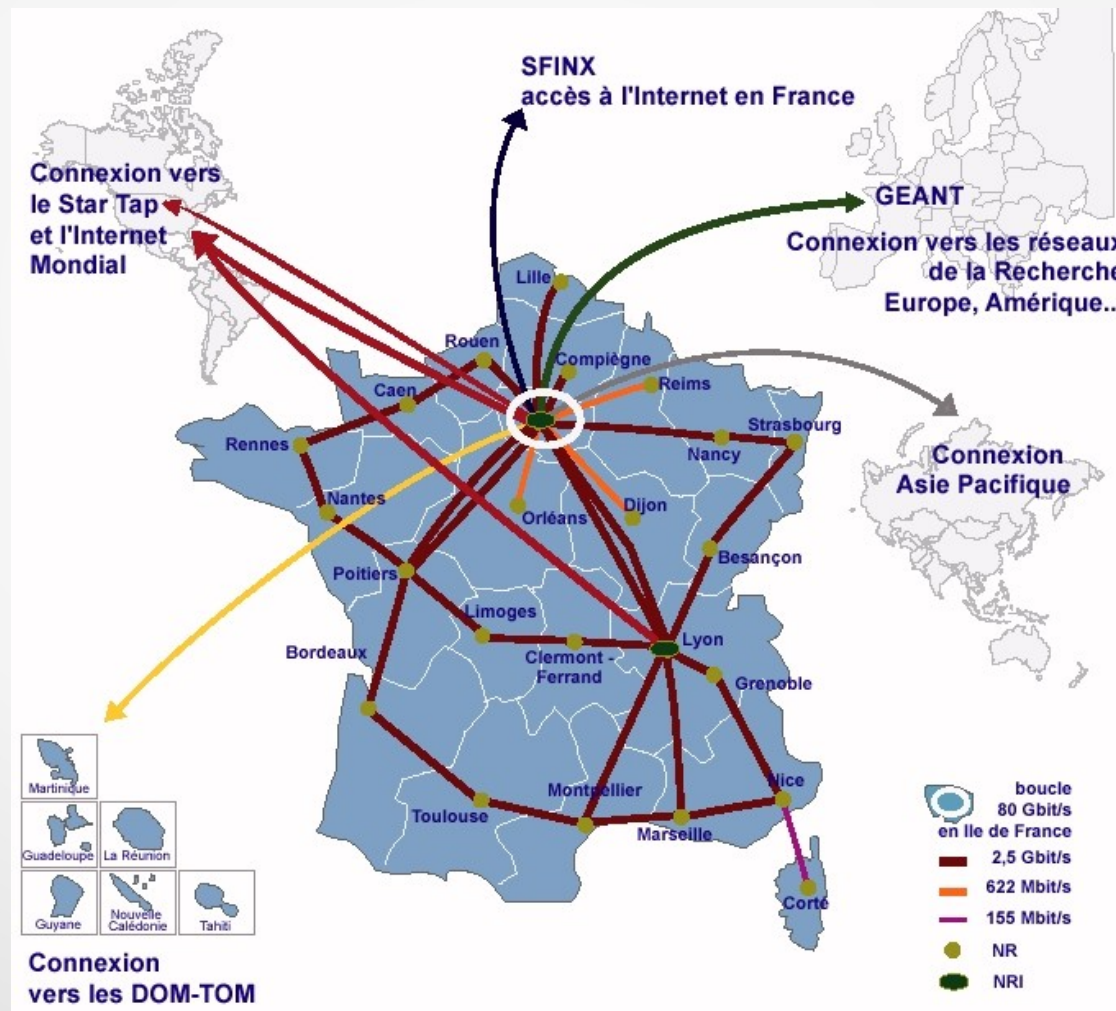 SFINX
accès à l'Internet en France
Connexion vers
le Star Tap
et l'Internet
Mondial
GEANT
Connexion vers les réseaux
de la Recherche
Europe, Amérique...
Lille
Rouen
Compiègne
Reims
Caen
Strasbourg
Rennes
Nancy
Connexion
Asie Pacifique
Nantes
Orléans
Dijon
Besançon
Poitiers
Limoges
Lyon
Bordeaux
Clermont -
Ferrand
Grenoble
Martinique
Montpellier
Nice
Toulouse
Marseille
Guadeloupe
La Réunion
Corté
Guyane
Nouvelle
Calédonie
Tahiti
Connexion
vers les DOM-TOM
boucle
80 Gbit/s
en Ile de France
2,5 Gbit/s
622 Mbit/s
155 Mbit/s
NR
NRI